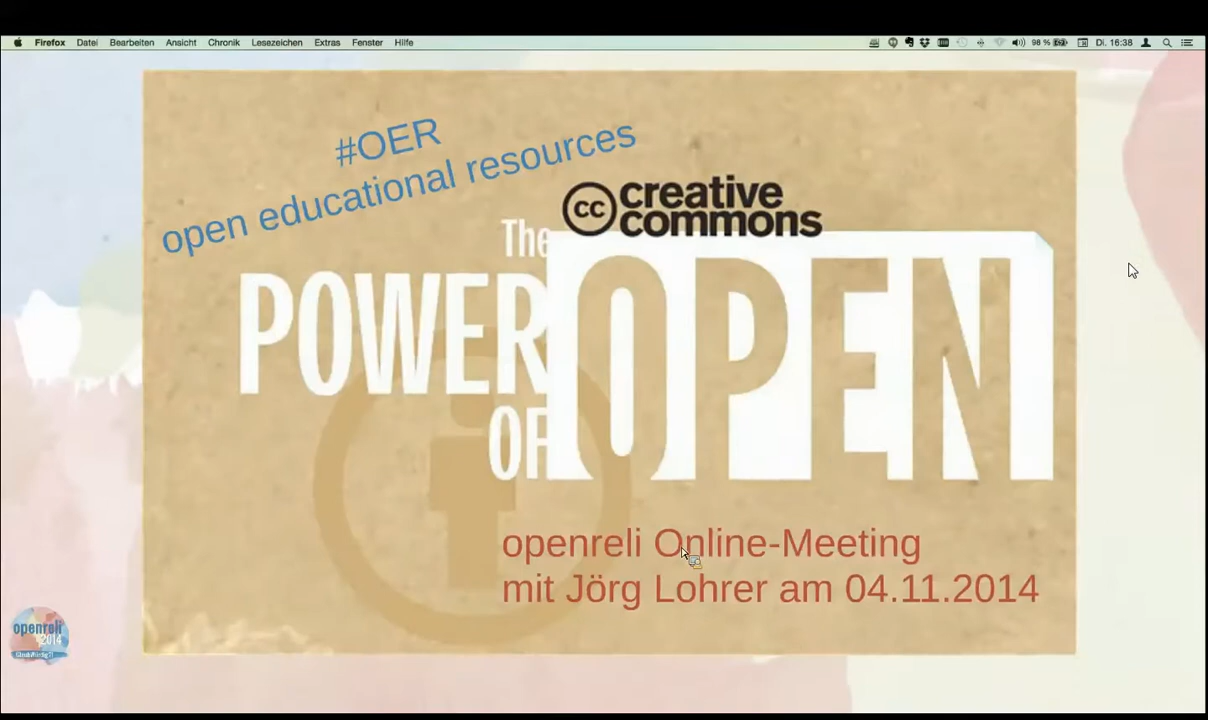 Firefox Datei Bearbeiten Ansicht Chronik Lesezeichen Extras Fenster Hilfe
98 % Di. 16:38
#OER
open educational resources
cc creative
commons
The
POWER
OF
OPEN
openreli Online-Meeting
mit Jörg Lohrer am 04.11.2014
openreli
2014